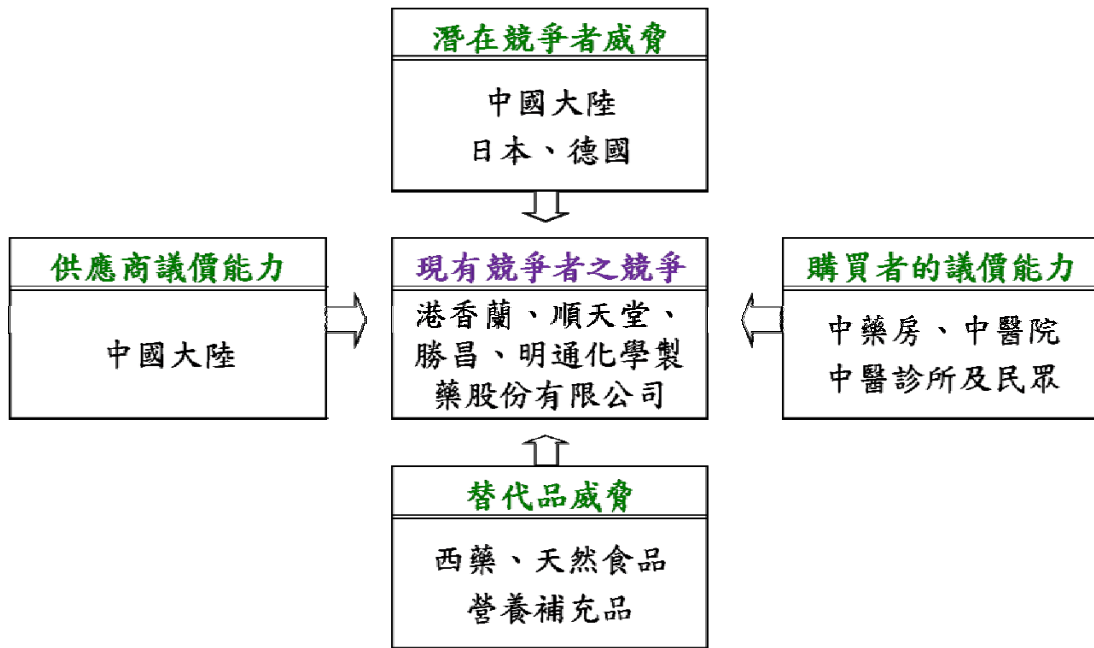 潛在競爭者威脅
中國大陸
日本、德國
供應商議價能力
中國大陸
現有競爭者之競爭
港香蘭、順天堂、
勝昌、明通化學製
藥股份有限公司
購買者的議價能力
中藥房、中醫院
中醫診所及民眾
替代品威脅
西藥、天然食品
營養補充品